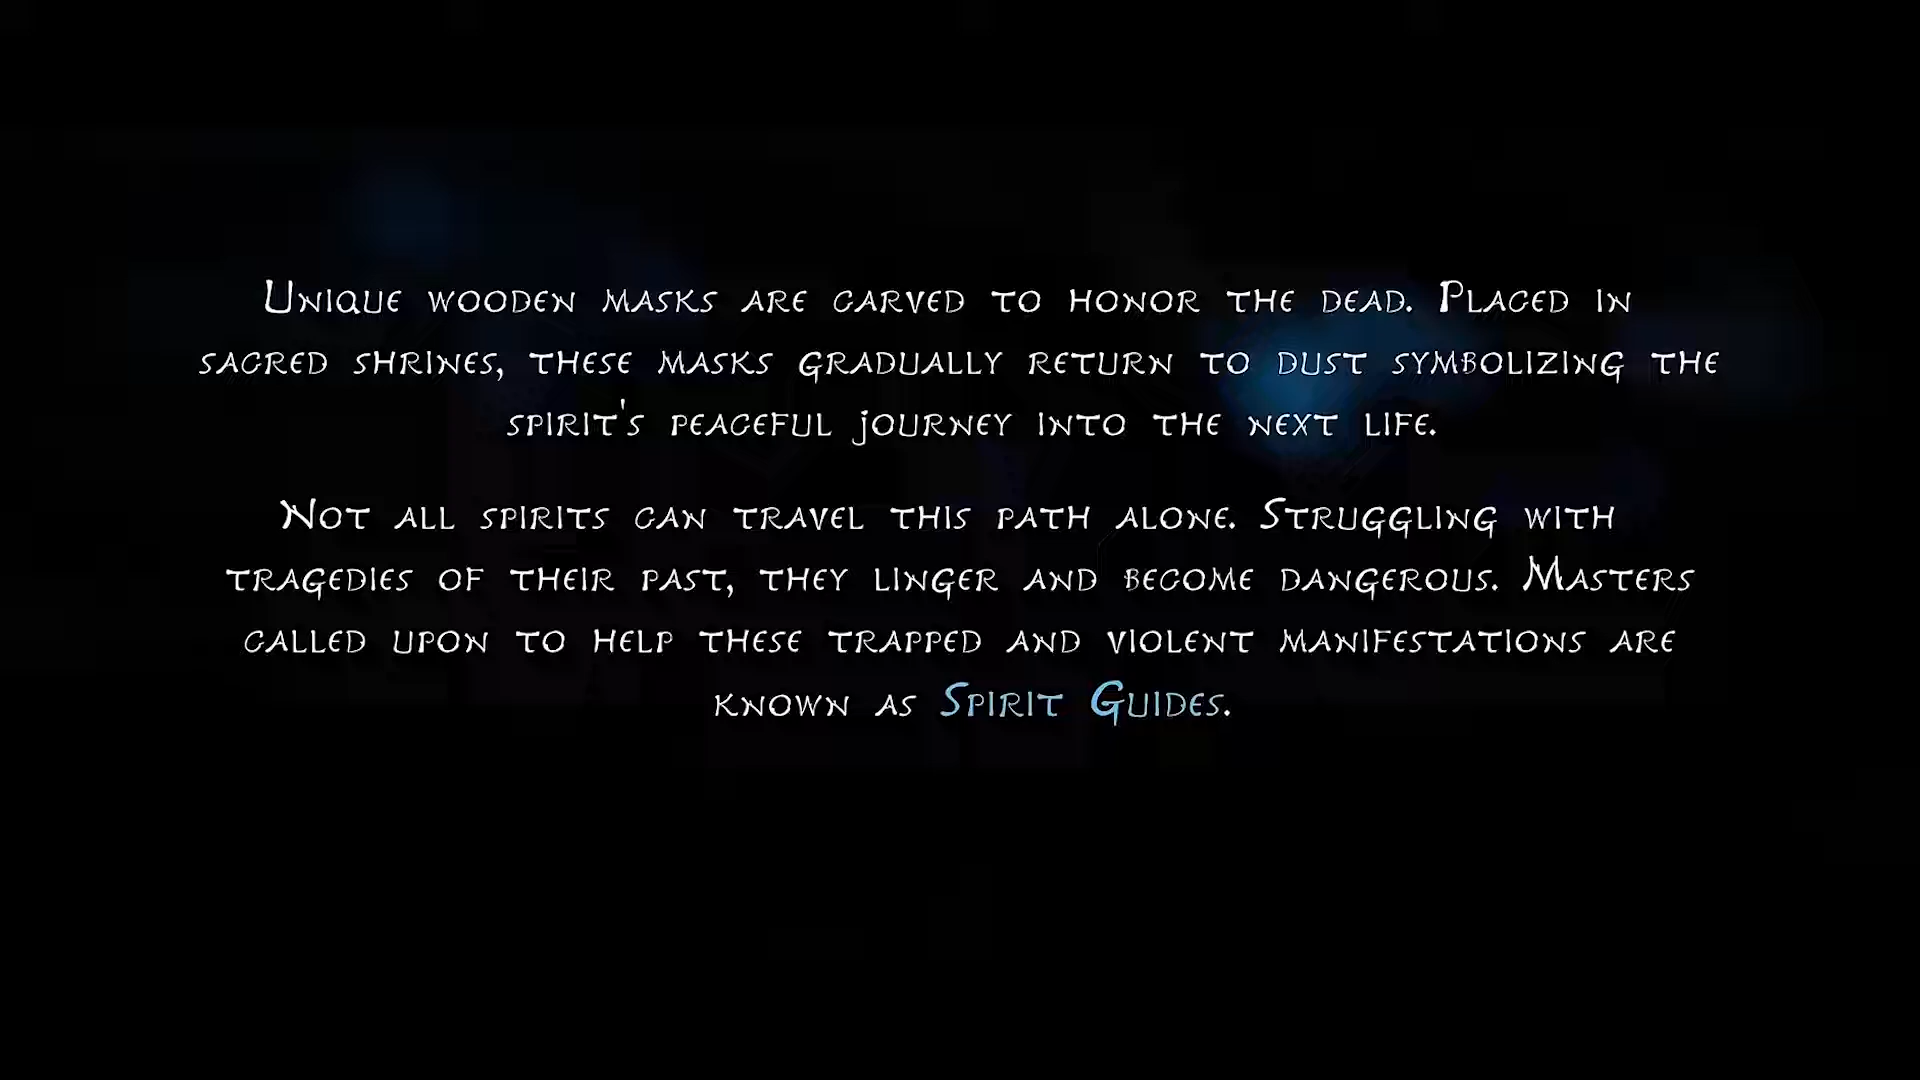 Unique wooden masks are carved to honor the dead. Placed in
sacred shrines, these masks gradually return to dust symbolizing the
spirit's peaceful journey into the next life.
Not all spirits can travel this path alone. Struggling with
tragedies of their past, they linger and become dangerous. Masters
called upon to help these trapped and violent manifestations are
known as Spirit Guides.